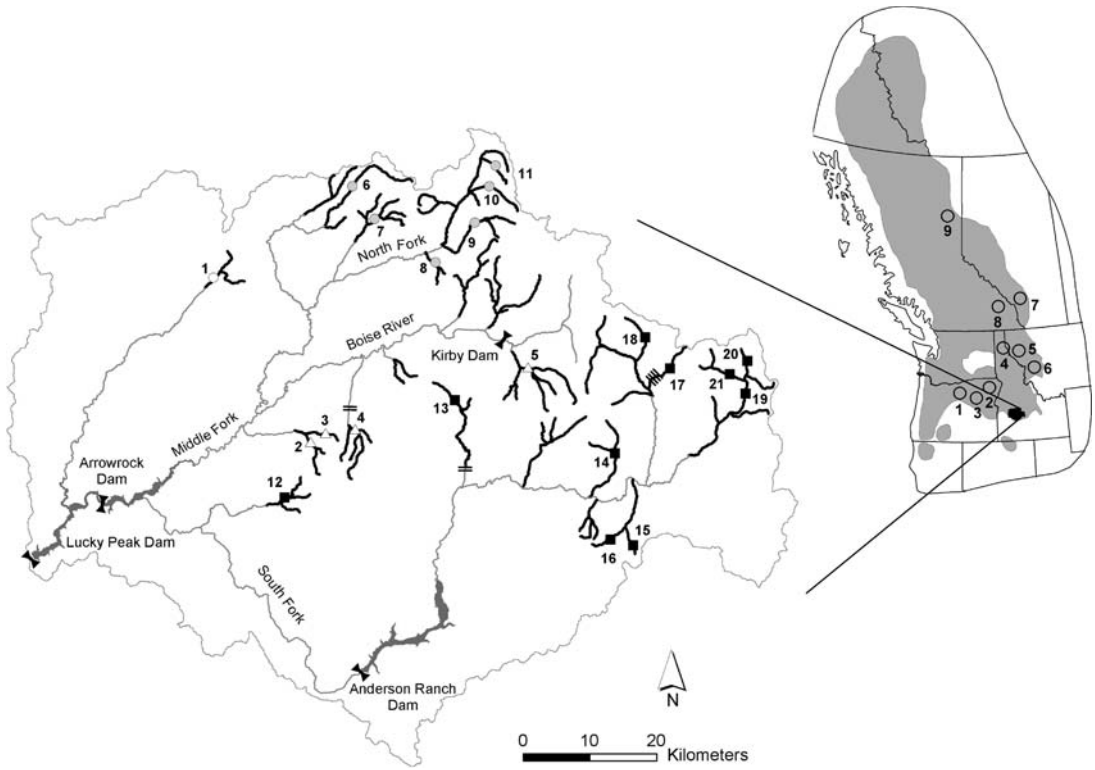 11
6
10
7
9
North Fork
8
1
Boise River
18
Kirby Dam
5
17
20
21
19
13
3
4
2
Middle Fork
14
Arrowrock
Dam
12
Lucky Peak Dam
15
16
South Fork
Anderson Ranch
Dam
N
0 10 20
Kilometers
9
7
8
4
5
6
2
1
3